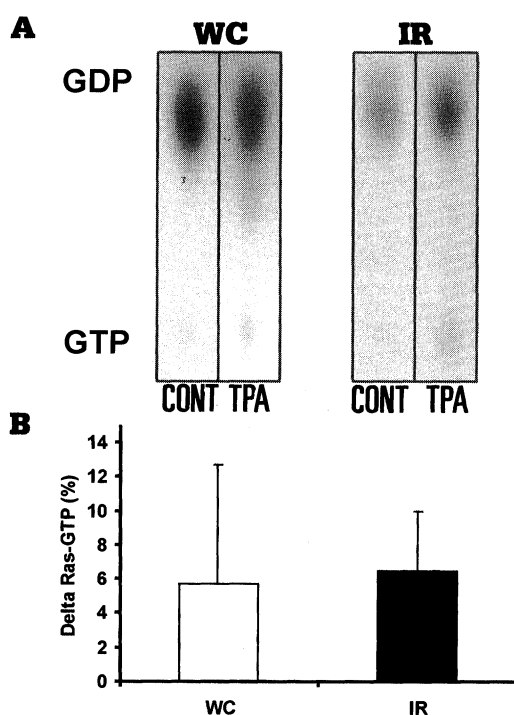 A
WC IR
GDP
GTP
CONT TPA CONT TPA
B
Delta Ras-GTP (%)
14
12
10
8
6
4
2
0
WC IR